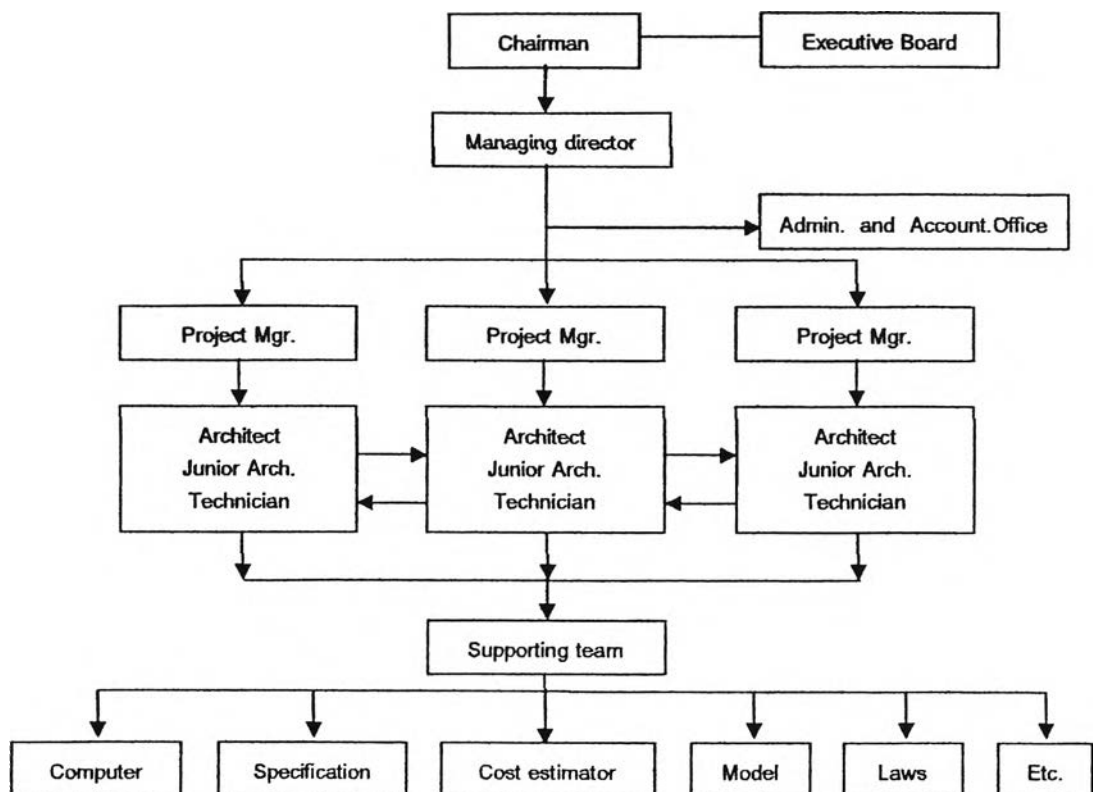 Chairman
Executive Board
Managing director
Admin. and Account.Office
Project Mgr.
Project Mgr.
Project Mgr.
Architect
Junior Arch.
Technician
Architect
Junior Arch.
Technician
Architect
Junior Arch.
Technician
Supporting team
Computer
Specification
Cost estimator
Model
Laws
Etc.